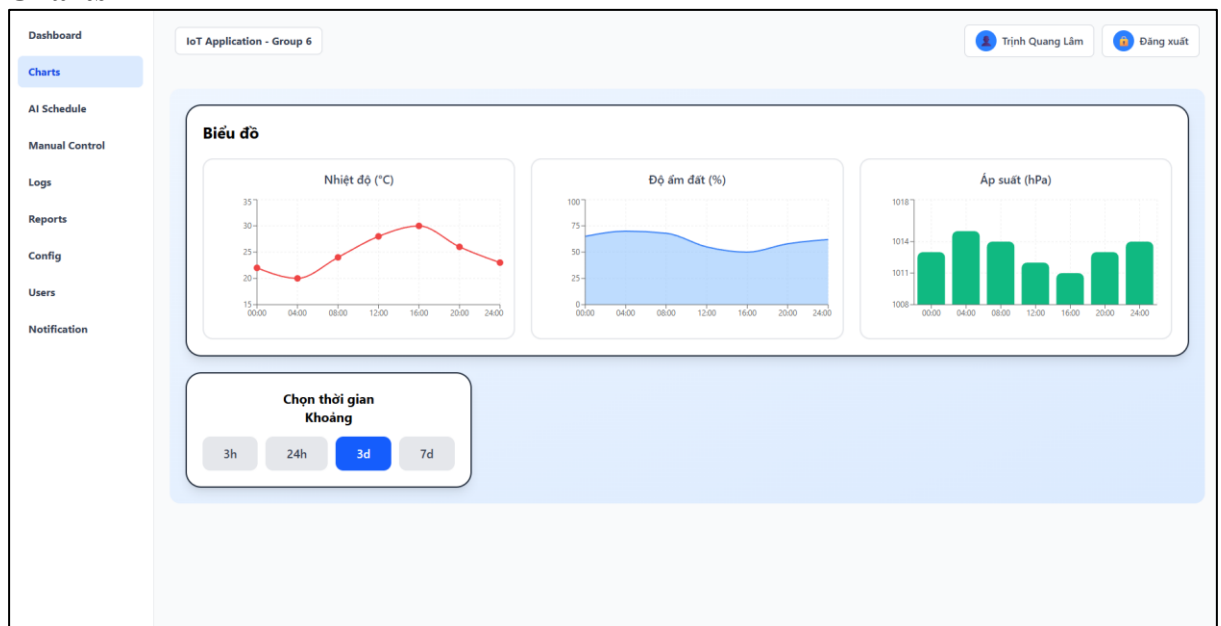 Dashboard
Charts
AI Schedule
Manual Control
Logs
Reports
Config
Users
Notification
IoT Application - Group 6
Trịnh Quang Lâm
Đăng xuất
Biểu đồ
Nhiệt độ (°C)
35
30
25
20
15
00:00 04:00 08:00 12:00 16:00 20:00 24:00
Độ ẩm đất (%)
100
75
50
25
0
00:00 04:00 08:00 12:00 16:00 20:00 24:00
Áp suất (hPa)
1018
1014
1011
1008
00:00 04:00 08:00 12:00 16:00 20:00 24:00
Chọn thời gian
Khoảng
3h 24h 3d 7d